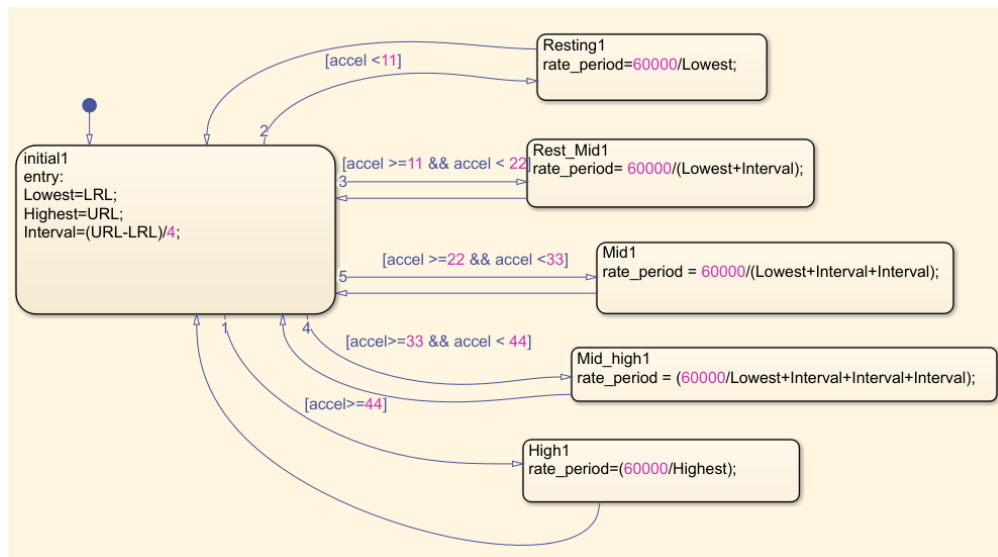 Resting1
rate_period=60000/Lowest;
[accel <11]
2
initial1
entry:
Lowest=LRL;
Highest=URL;
Interval=(URL-LRL)/4;
[accel >=11 && accel < 22]
3
Rest_Mid1
rate_period= 60000/(Lowest+Interval);
[accel >=22 && accel <33]
5
Mid1
rate_period = 60000/(Lowest+Interval+Interval);
1
4
[accel>=33 && accel < 44]
Mid_high1
rate_period = (60000/Lowest+Interval+Interval+Interval);
[accel>=44]
High1
rate_period=(60000/Highest);